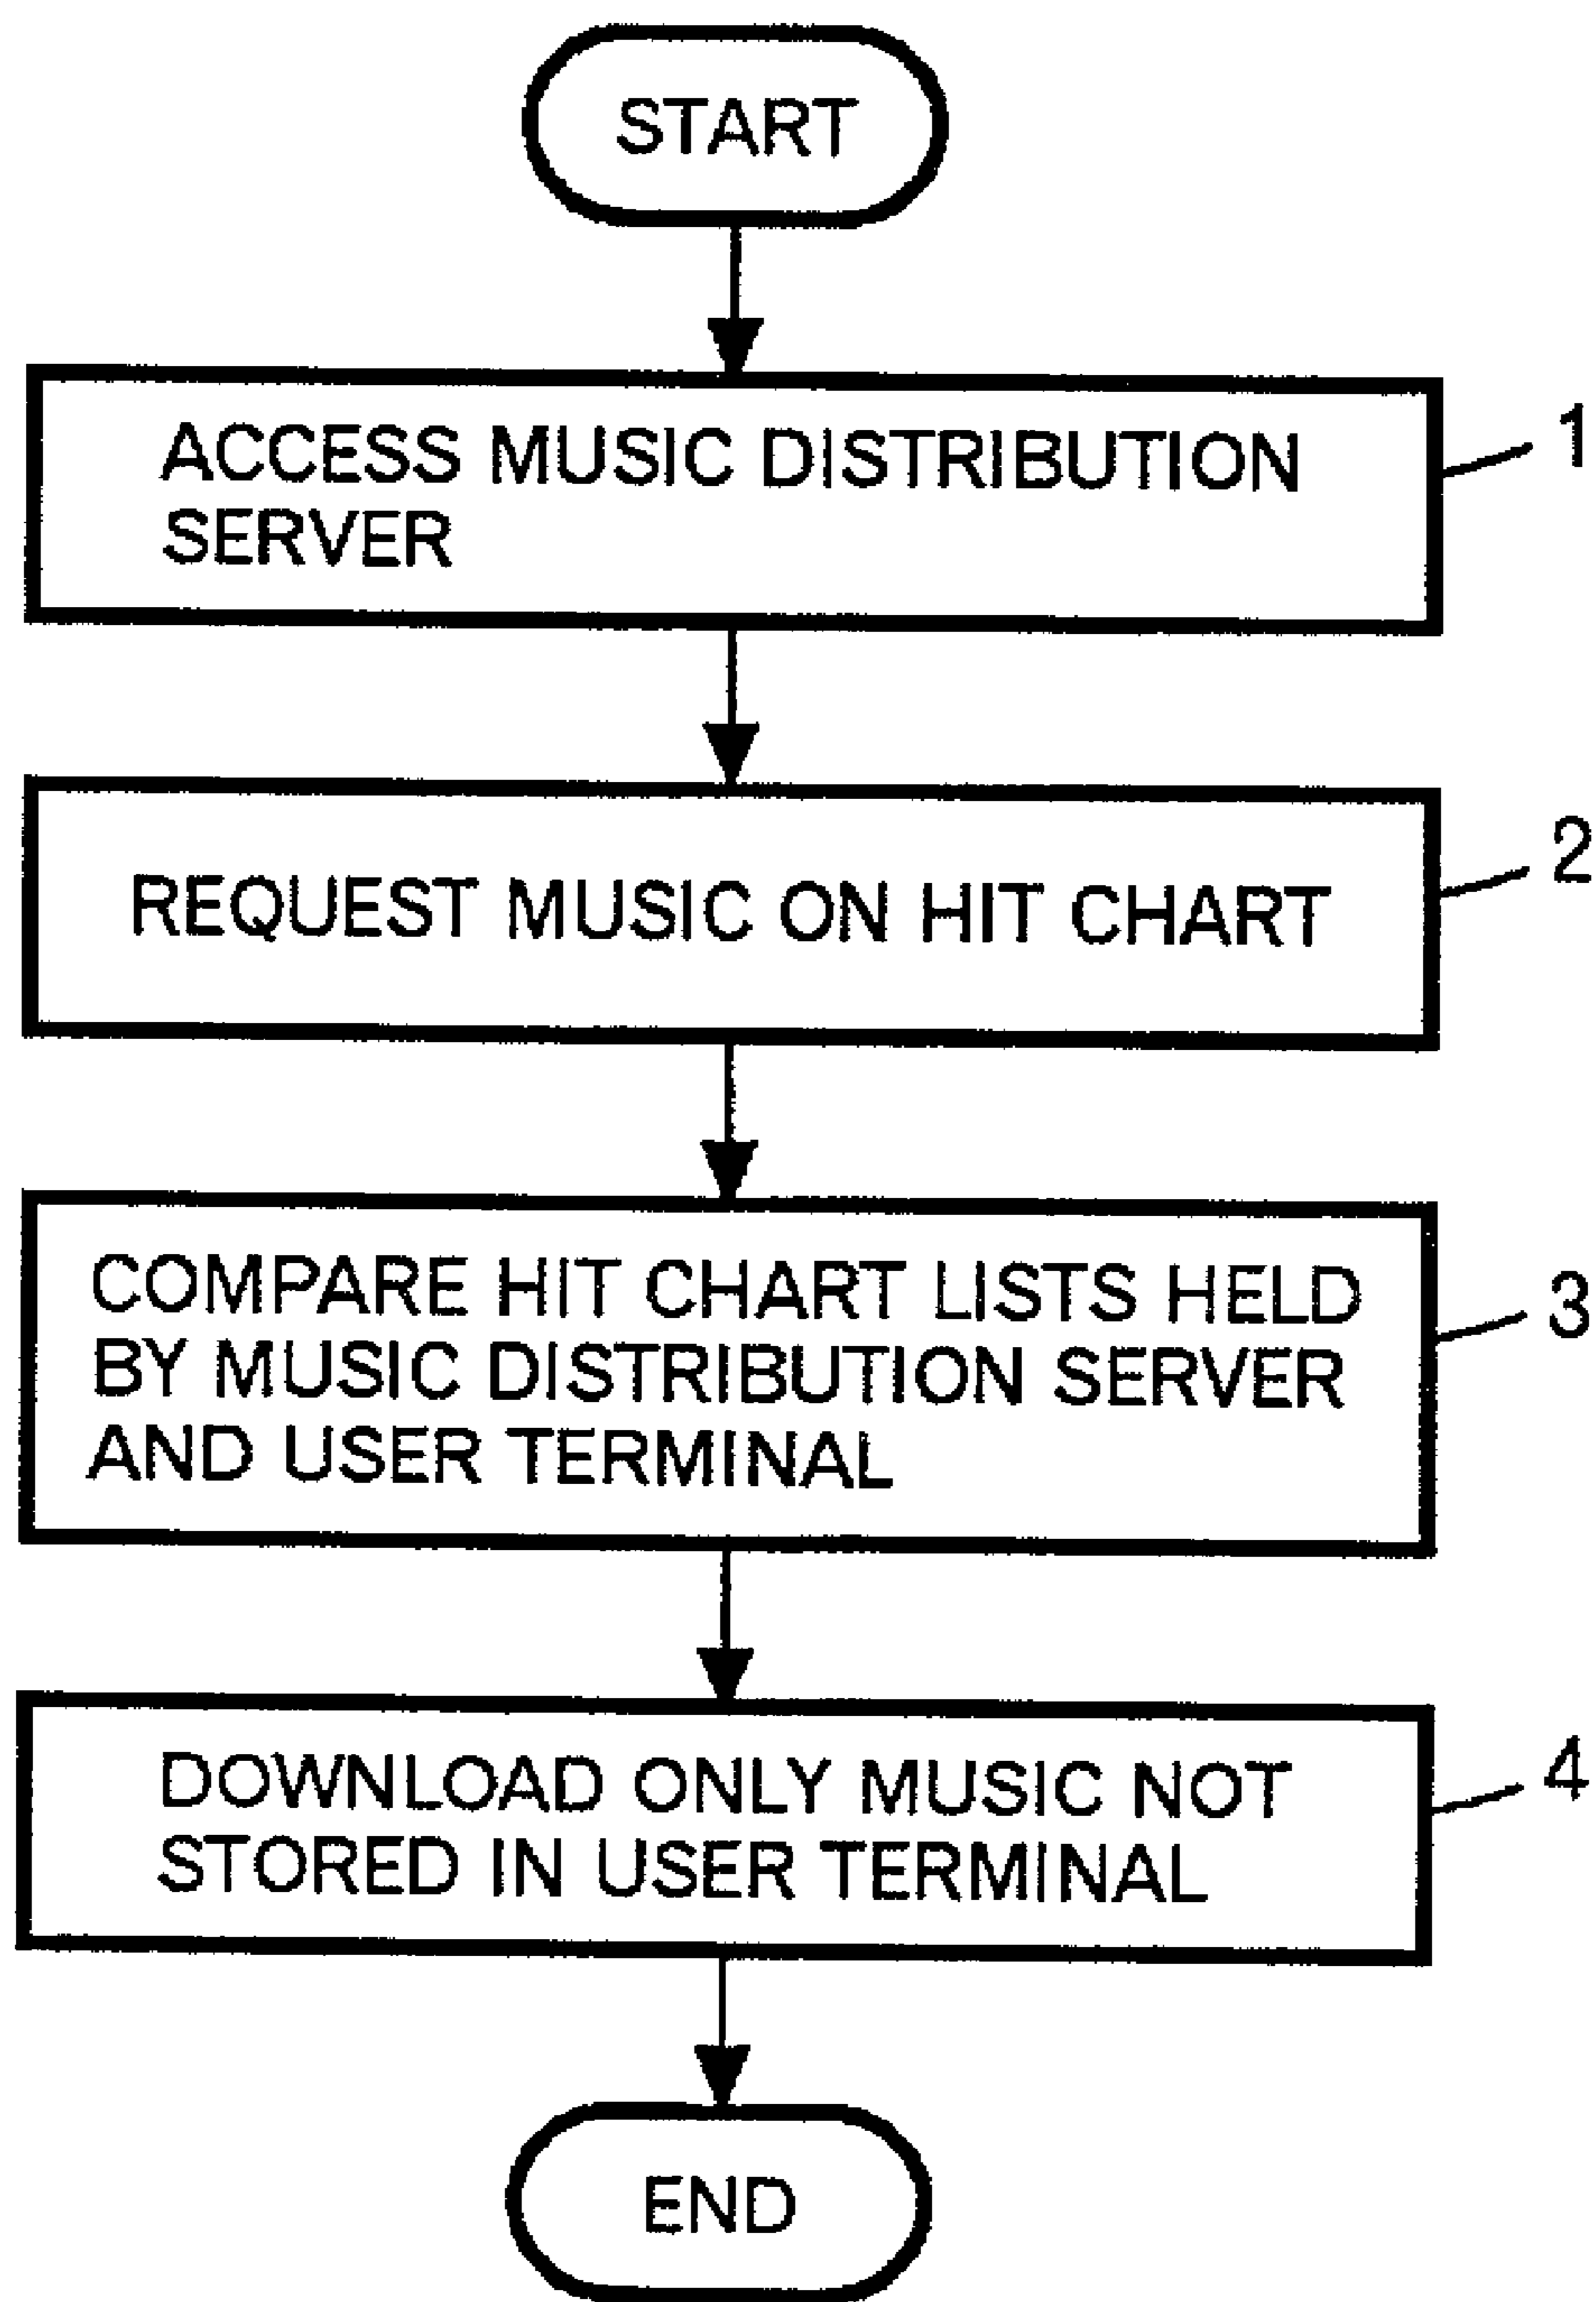 START
ACCESS MUSIC DISTRIBUTION
SERVER
1
REQUEST MUSIC ON HIT CHART
2
COMPARE HIT CHART LISTS HELD
BY MUSIC DISTRIBUTION SERVER
AND USER TERMINAL
3
DOWNLOAD ONLY MUSIC NOT
STORED IN USER TERMINAL
4
END